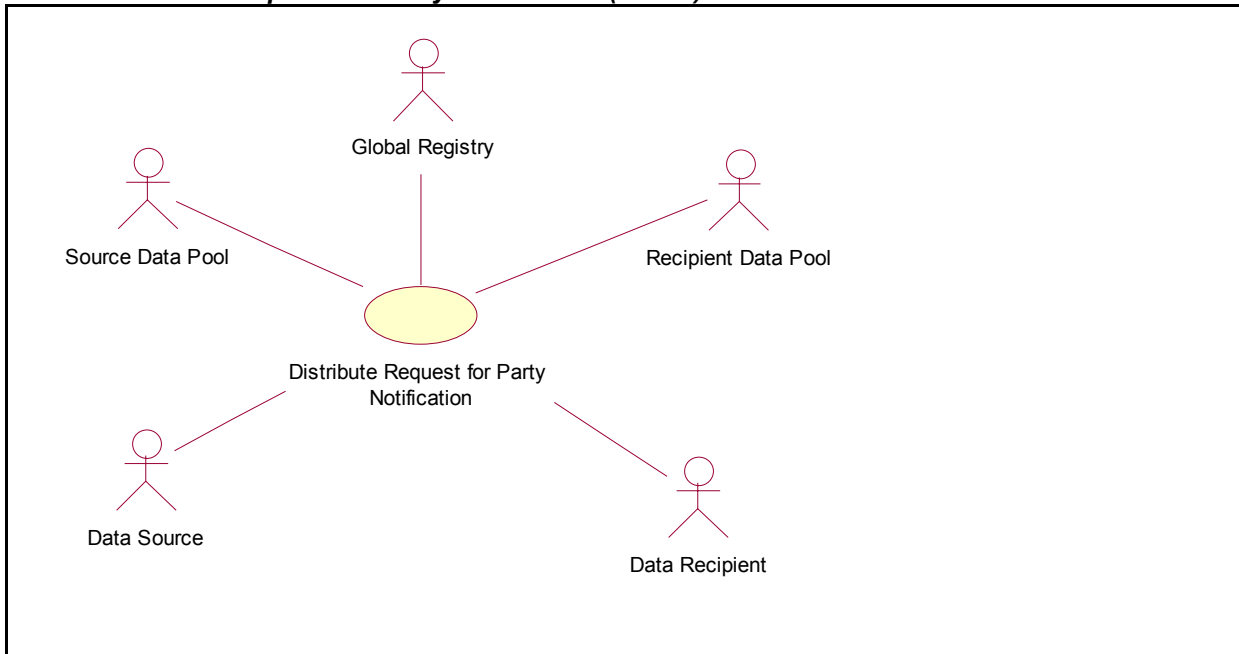 Global Registry
Source Data Pool
Recipient Data Pool
Distribute Request for Party
Notification
Data Source
Data Recipient